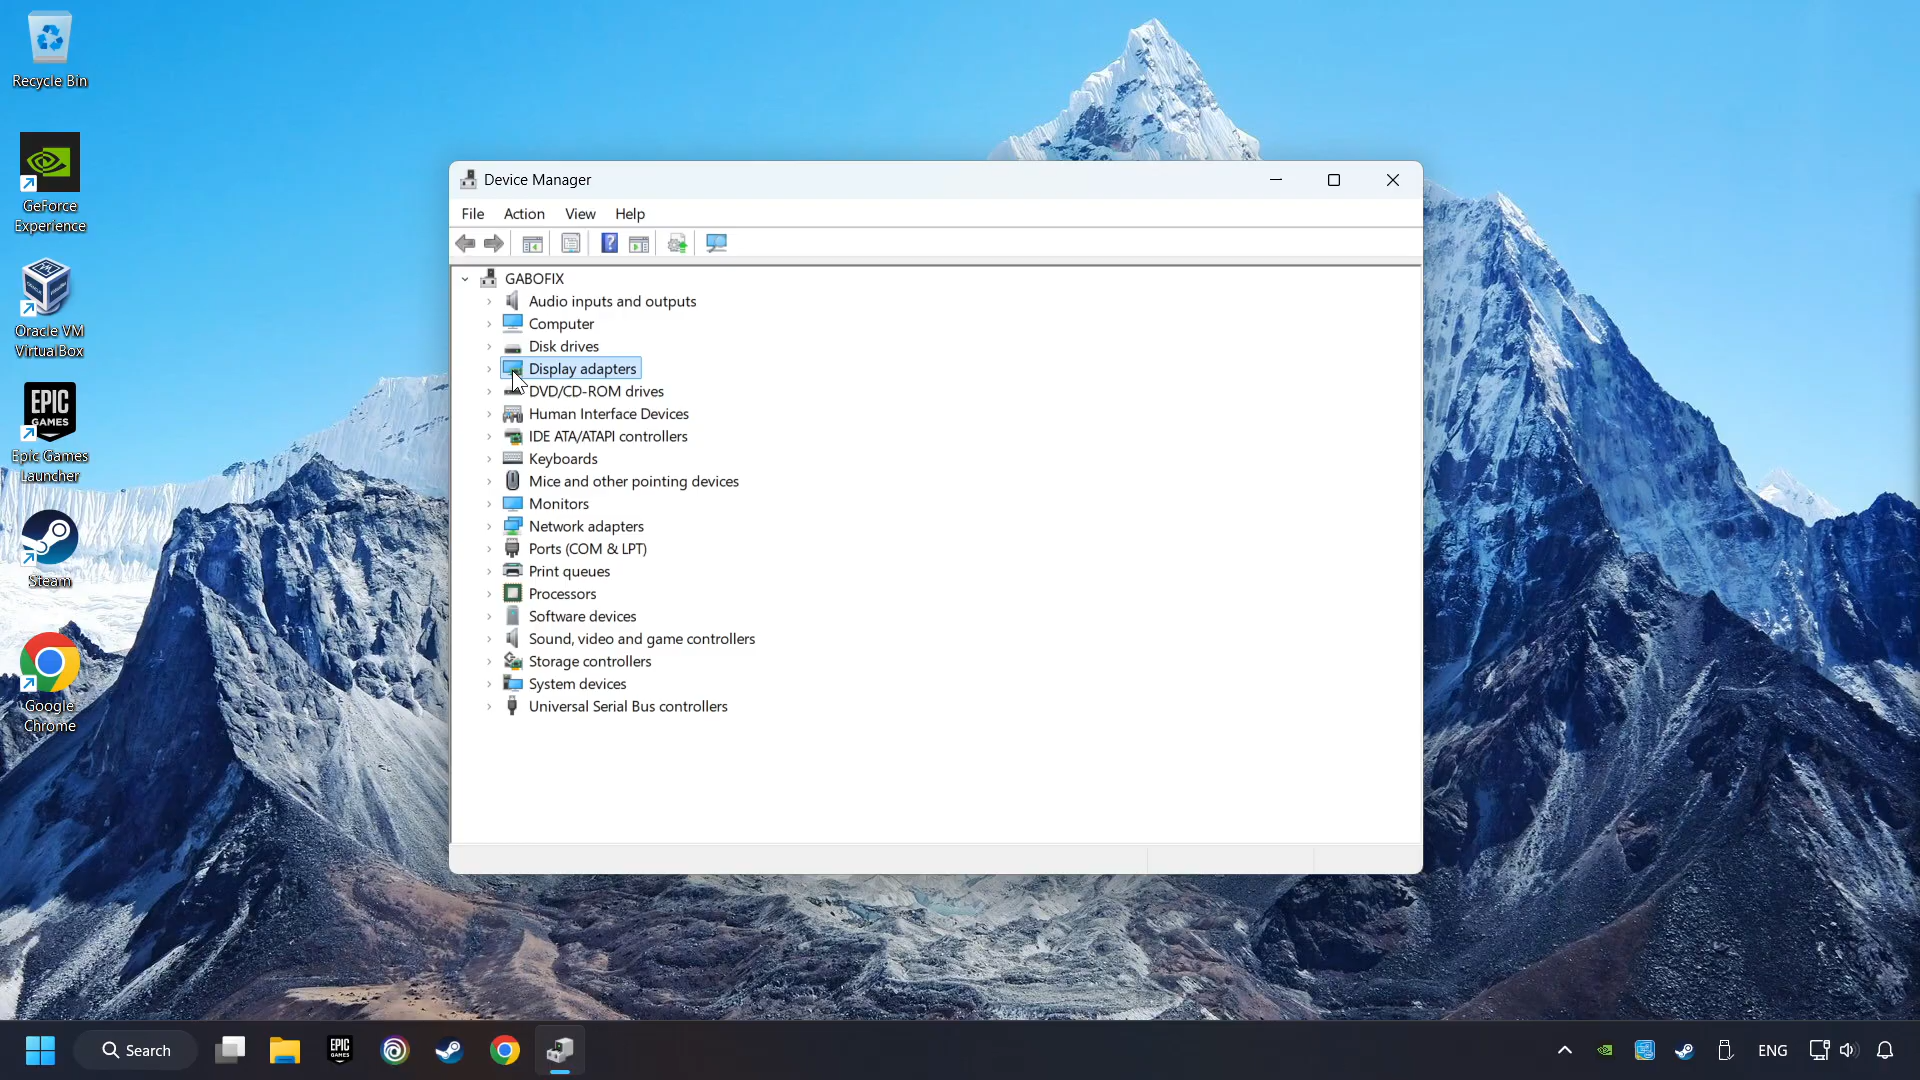 Recycle Bin
GeForce
Experience
Oracle VM
VirtualBox
EPIC
GAMES
Epic Games
Launcher
Steam
Google
Chrome
Device Manager
File Action View Help
GABOFIX
Audio inputs and outputs
Computer
Disk drives
Display adapters
DVD/CD-ROM drives
Human Interface Devices
IDE ATA/ATAPI controllers
Keyboards
Mice and other pointing devices
Monitors
Network adapters
Ports (COM & LPT)
Print queues
Processors
Software devices
Sound, video and game controllers
Storage controllers
System devices
Universal Serial Bus controllers
Search
EPIC
GAMES
ENG